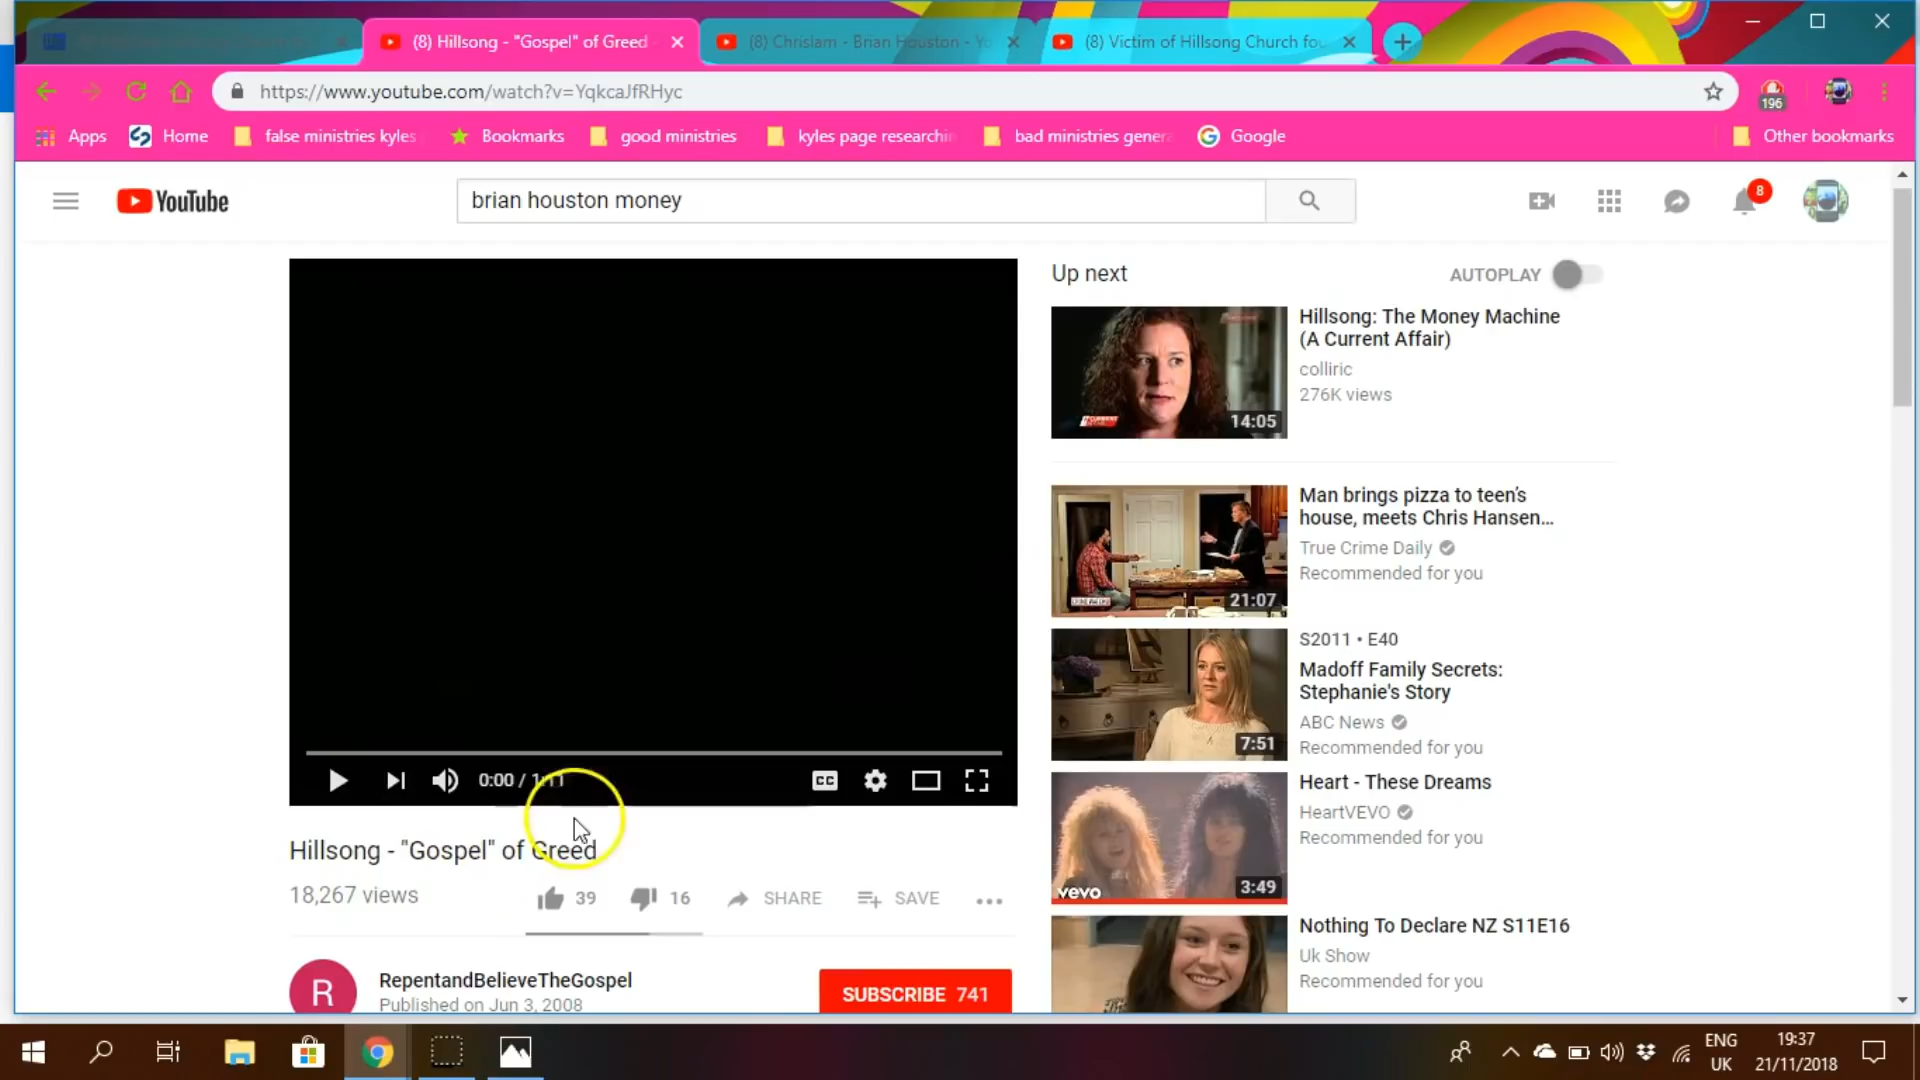 (8) Hillsong - "Gospel" of Greed -
(8) Chrislam - Brian Houston - Yo
(8) Victim of Hillsong Church fou
https://www.youtube.com/watch?v=YqkcaJfRHyc
196
Apps
Home
false ministries kyles
Bookmarks
good ministries
kyles page researchin
bad ministries genera
Google
Other bookmarks
YouTube
brian houston money
8
Up next
AUTOPLAY
Hillsong: The Money Machine
(A Current Affair)
colliric
276K views
14:05
Man brings pizza to teen's
house, meets Chris Hansen...
True Crime Daily
Recommended for you
21:07
S2011 • E40
Madoff Family Secrets:
Stephanie's Story
ABC News
Recommended for you
7:51
Heart - These Dreams
HeartVEVO
Recommended for you
vevo
3:49
Nothing To Declare NZ S11E16
Uk Show
Recommended for you
0:00 / 1:11
CC
Hillsong - "Gospel" of Greed
18,267 views
39
16
SHARE
SAVE
R
RepentandBelieveTheGospel
Published on Jun 3, 2008
SUBSCRIBE 741
ENG
UK
19:37
21/11/2018